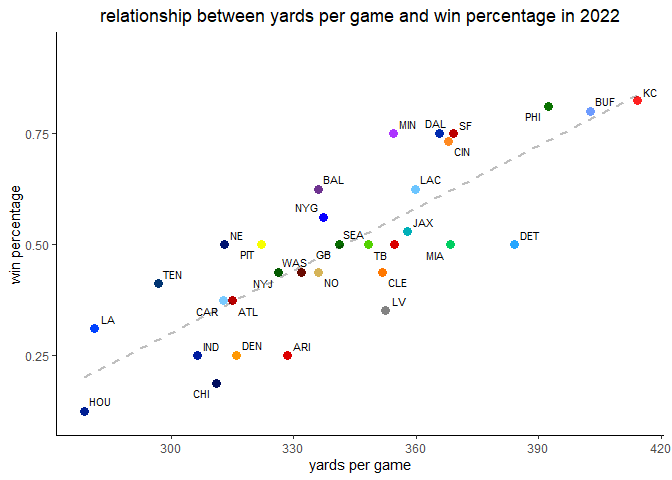 relationship between yards per game and win percentage in 2022
win percentage
0.75
0.50
0.25
KC
BUF
PHI
MIN
DAL
SF
CIN
BAL
LAC
NYG
JAX
NE
SEA
DET
PIT
GB
TB
MIA
WAS
TEN
NYJ
NO
CLE
CAR
ATL
LV
LA
IND
DEN
ARI
CHI
HOU
300
330
360
390
420
yards per game